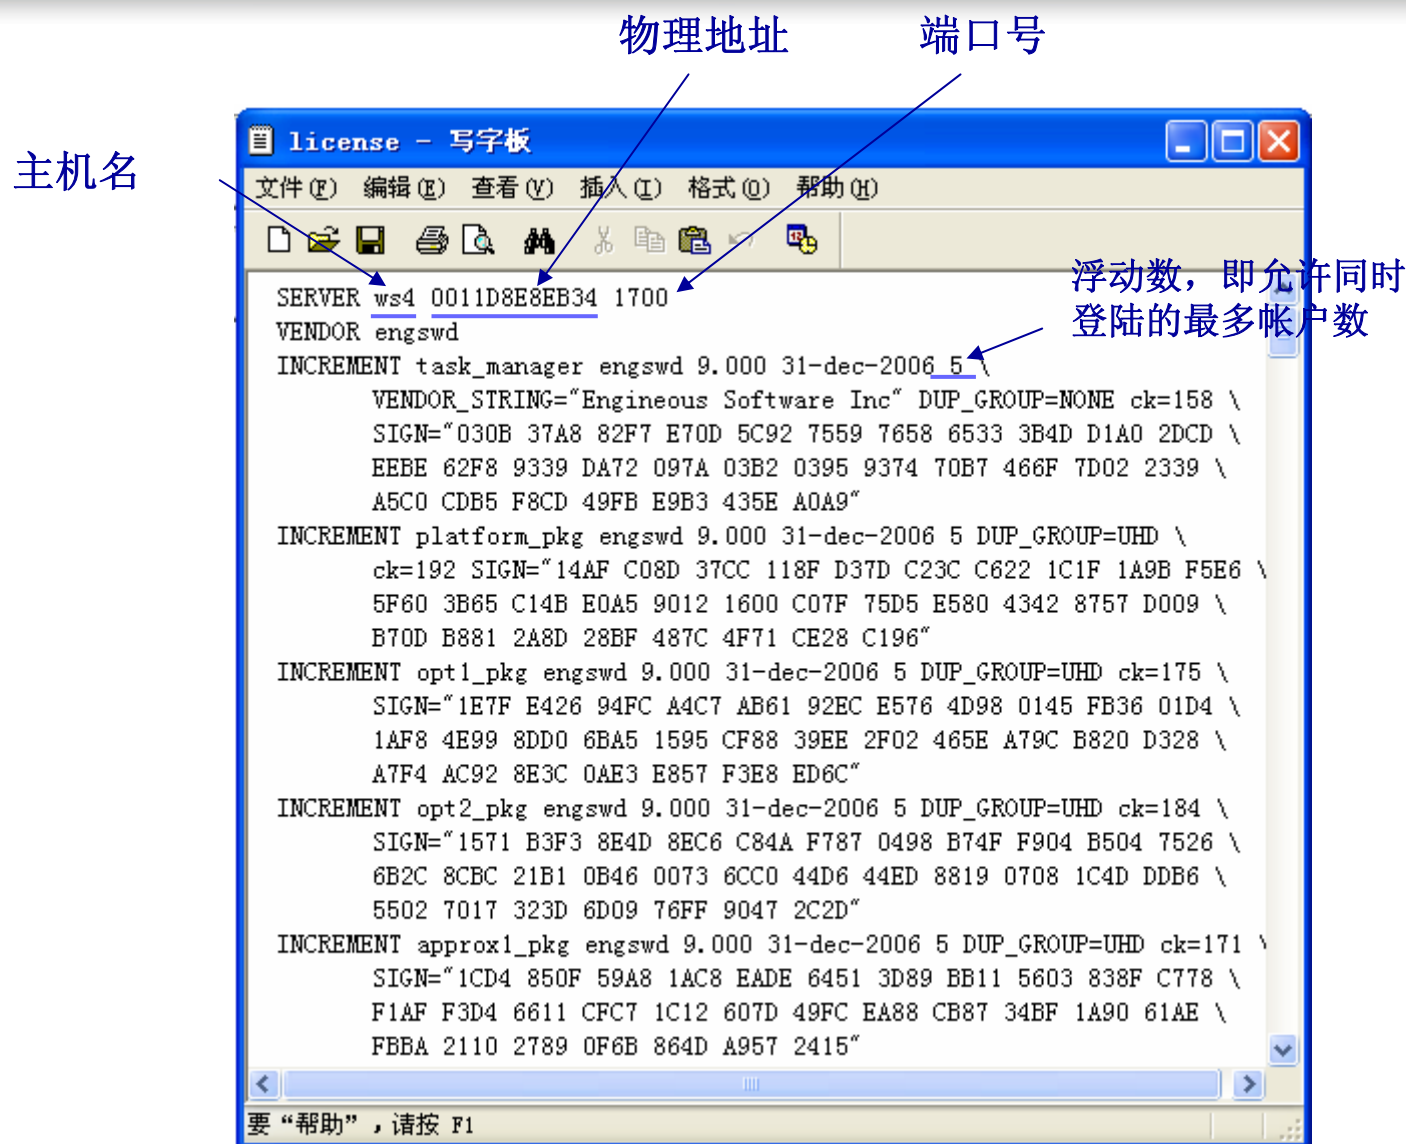 物理地址
端口号
主机名
license - 写字板
文件(F) 编辑(E) 查看(V) 插入(I) 格式(O) 帮助(H)
浮动数，即允许同时
登陆的最多帐户数
SERVER ws4 0011D8E8EB34 1700
VENDOR engswd
INCREMENT task_manager engswd 9.000 31-dec-2006 5 \
VENDOR_STRING="Engineous Software Inc" DUP_GROUP=NONE ck=158 \
SIGN="030B 37A8 82F7 E70D 5C92 7559 7658 6533 3B4D D1A0 2DCD \
EEBE 62F8 9339 DA72 097A 03B2 0395 9374 70B7 466F 7D02 2339 \
A5C0 CDB5 F8CD 49FB E9B3 435E A0A9"
INCREMENT platform_pkg engswd 9.000 31-dec-2006 5 DUP_GROUP=UHD \
ck=192 SIGN="14AF C08D 37CC 118F D37D C23C C622 1C1F 1A9B F5E6 \
5F60 3B65 C14B E0A5 9012 1600 C07F 75D5 E580 4342 8757 D009 \
B70D B881 2A8D 28BF 487C 4F71 CE28 C196"
INCREMENT opt1_pkg engswd 9.000 31-dec-2006 5 DUP_GROUP=UHD ck=175 \
SIGN="1E7F E426 94FC A4C7 AB61 92EC E576 4D98 0145 FB36 01D4 \
1AF8 4E99 8DD0 6BA5 1595 CF88 39EE 2F02 465E A79C B820 D328 \
A7F4 AC92 8E3C 0AE3 E857 F3E8 ED6C"
INCREMENT opt2_pkg engswd 9.000 31-dec-2006 5 DUP_GROUP=UHD ck=184 \
SIGN="1571 B3F3 8E4D 8EC6 C84A F787 0498 B74F F904 B504 7526 \
6B2C 8CBC 21B1 0B46 0073 6CC0 44D6 44ED 8819 0708 1C4D DDB6 \
5502 7017 323D 6D09 76FF 9047 2C2D"
INCREMENT approx1_pkg engswd 9.000 31-dec-2006 5 DUP_GROUP=UHD ck=171 \
SIGN="1CD4 850F 59A8 1AC8 EADE 6451 3D89 BB11 5603 838F C778 \
F1AF F3D4 6611 CFC7 1C12 607D 49FC EA88 CB87 34BF 1A90 61AE \
FBBA 2110 2789 0F6B 864D A957 2415"
要“帮助”，请按 F1